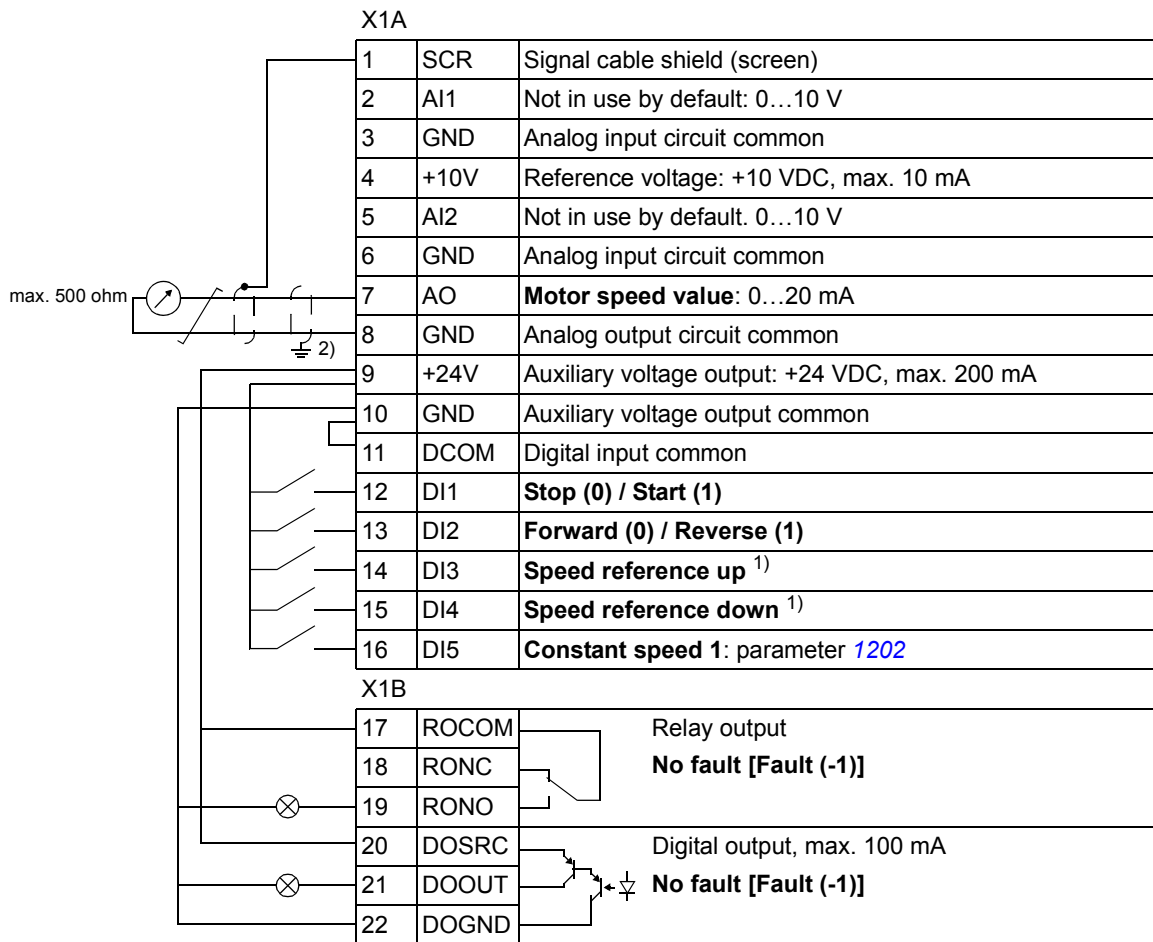 X1A
1 SCR Signal cable shield (screen)
2 AI1 Not in use by default: 0…10 V
3 GND Analog input circuit common
4 +10V Reference voltage: +10 VDC, max. 10 mA
5 AI2 Not in use by default. 0…10 V
6 GND Analog input circuit common
max. 500 ohm 7 AO Motor speed value: 0…20 mA
8 GND Analog output circuit common
2)
9 +24V Auxiliary voltage output: +24 VDC, max. 200 mA
10 GND Auxiliary voltage output common
11 DCOM Digital input common
12 DI1 Stop (0) / Start (1)
13 DI2 Forward (0) / Reverse (1)
14 DI3 Speed reference up 1)
15 DI4 Speed reference down 1)
16 DI5 Constant speed 1: parameter 1202
X1B
17 ROCOM Relay output
18 RONC No fault [Fault (-1)]
19 RONO
20 DOSRC Digital output, max. 100 mA
21 DOOUT No fault [Fault (-1)]
22 DOGND